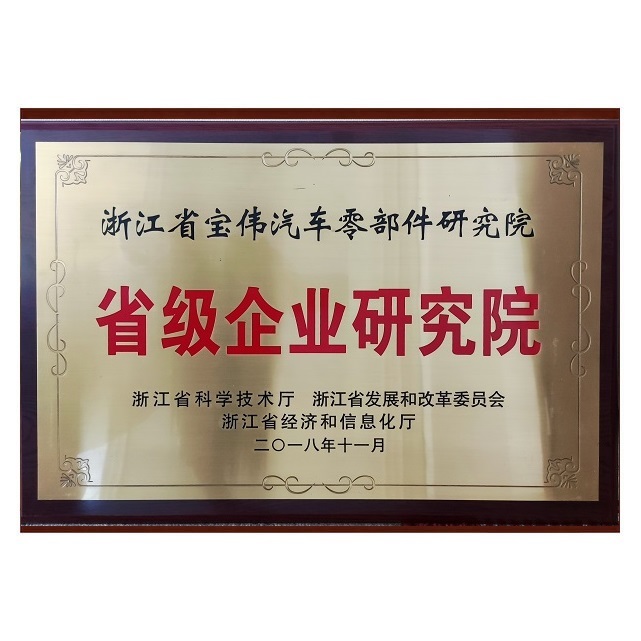 浙江省宝伟汽车零部件研究院
省级企业研究院
浙江省科学技术厅 浙江省发展和改革委员会
浙江省经济和信息化厅
二〇一八年十一月